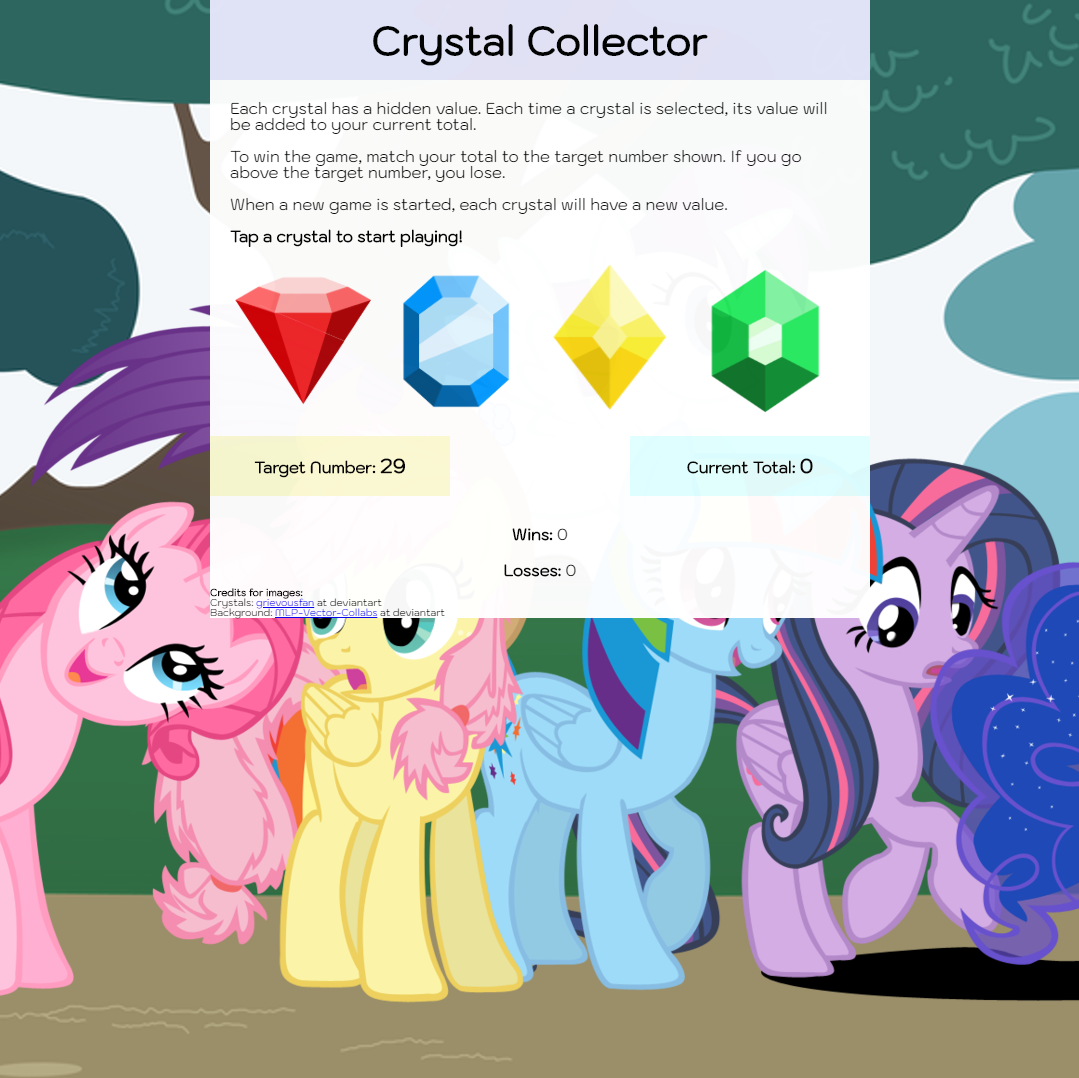 Crystal Collector
Each crystal has a hidden value. Each time a crystal is selected, its value will
be added to your current total.
To win the game, match your total to the target number shown. If you go
above the target number, you lose.
When a new game is started, each crystal will have a new value.
Tap a crystal to start playing!
Target Number: 29
Current Total: 0
Wins: 0
Losses: 0
Credits for images:
Crystals: grievousfan at deviantart
Background: MLP-Vector-Collabs at deviantart